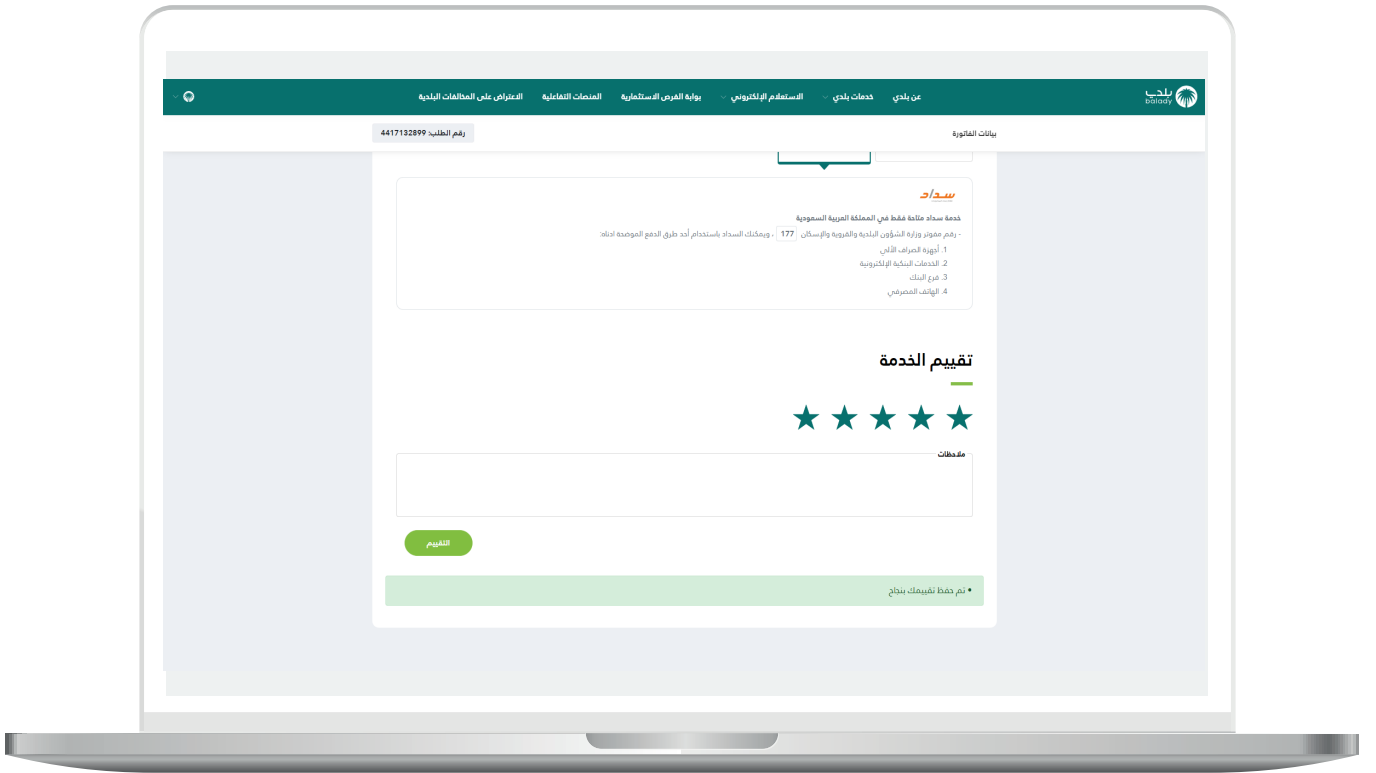 بلدي
balady
عن بلدي
خدمات بلدي
الاستعلام الإلكتروني
بوابة الفرص الاستثمارية
المنصات التفاعلية
الاعتراض على المخالفات البلدية
بيانات الفاتورة
رقم الطلب: 4417132899
سداد
خدمة سداد متاحة فقط في المملكة العربية السعودية
- رقم مفوتر وزارة الشؤون البلدية والقروية والإسكان 177 ، ويمكنك السداد باستخدام أحد طرق الدفع الموضحة ادناه:
1. أجهزة الصراف الألي
2. الخدمات البنكية الإلكترونية
3. فرع البنك
4. الهاتف المصرفي
تقييم الخدمة
ملاحظات
التقييم
• تم حفظ تقييمك بنجاح